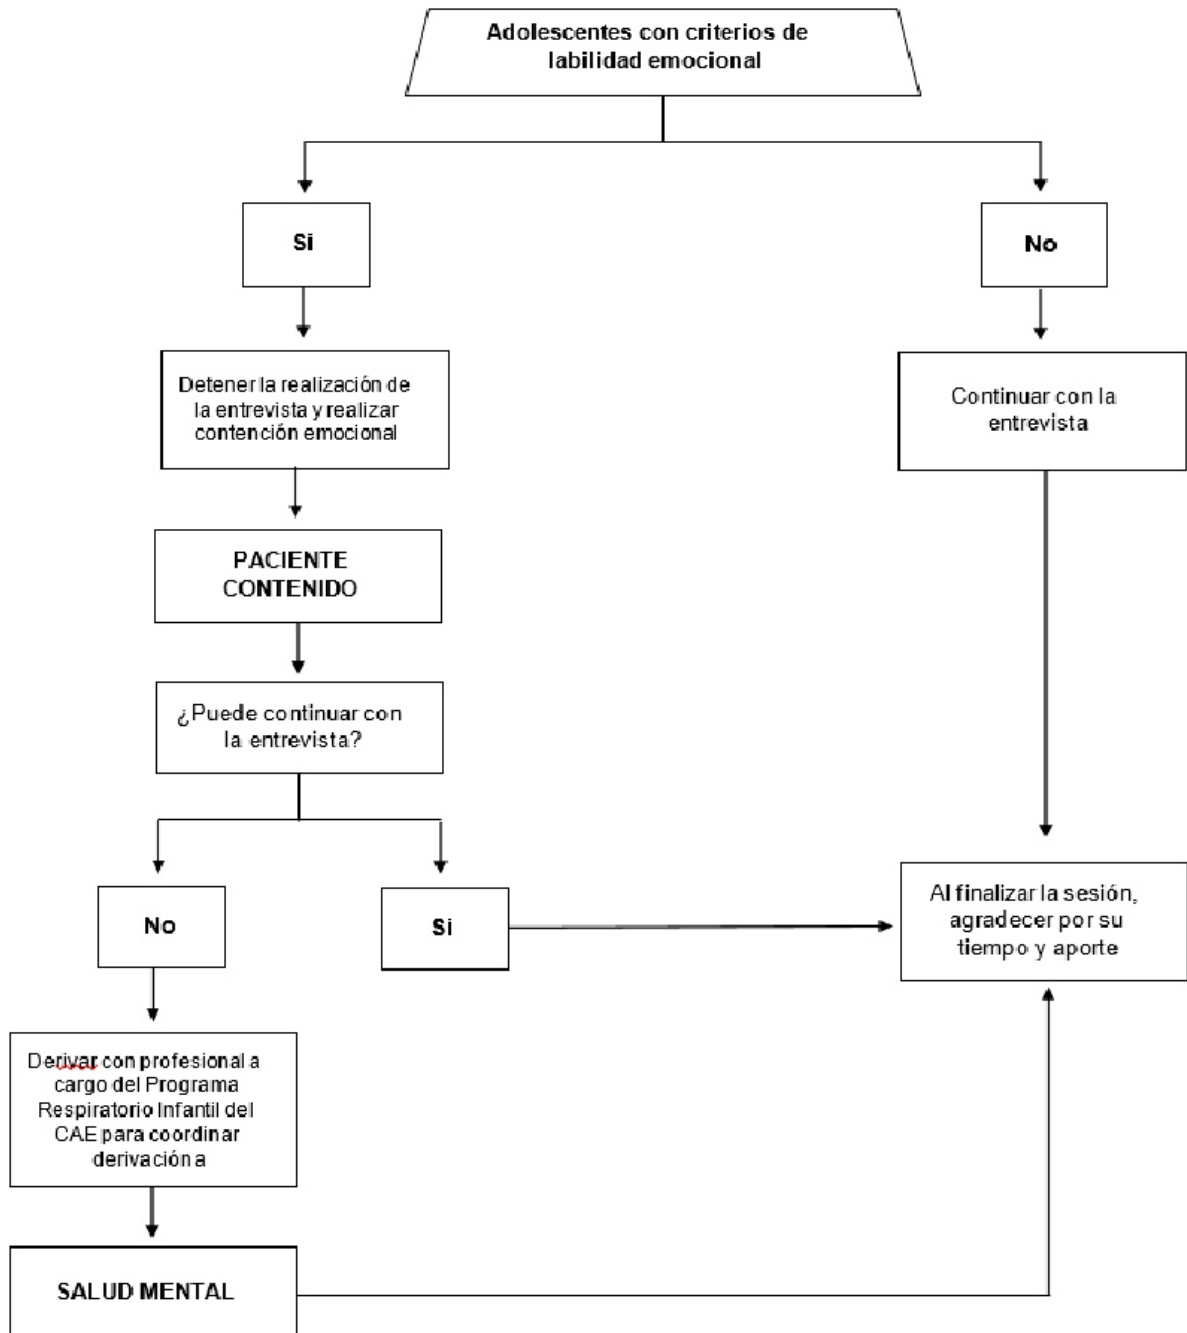 Adolescentes con criterios de
labilidad emocional
Si
No
Detener la realización de
la entrevista y realizar
contención emocional
Continuar con la
entrevista
PACIENTE
CONTENIDO
¿Puede continuar con
la entrevista?
No
Si
Al finalizar la sesión,
agradecer por su
tiempo y aporte
Derivar con profesional a
cargo del Programa
Respiratorio Infantil del
CAE para coordinar
derivación a
SALUD MENTAL